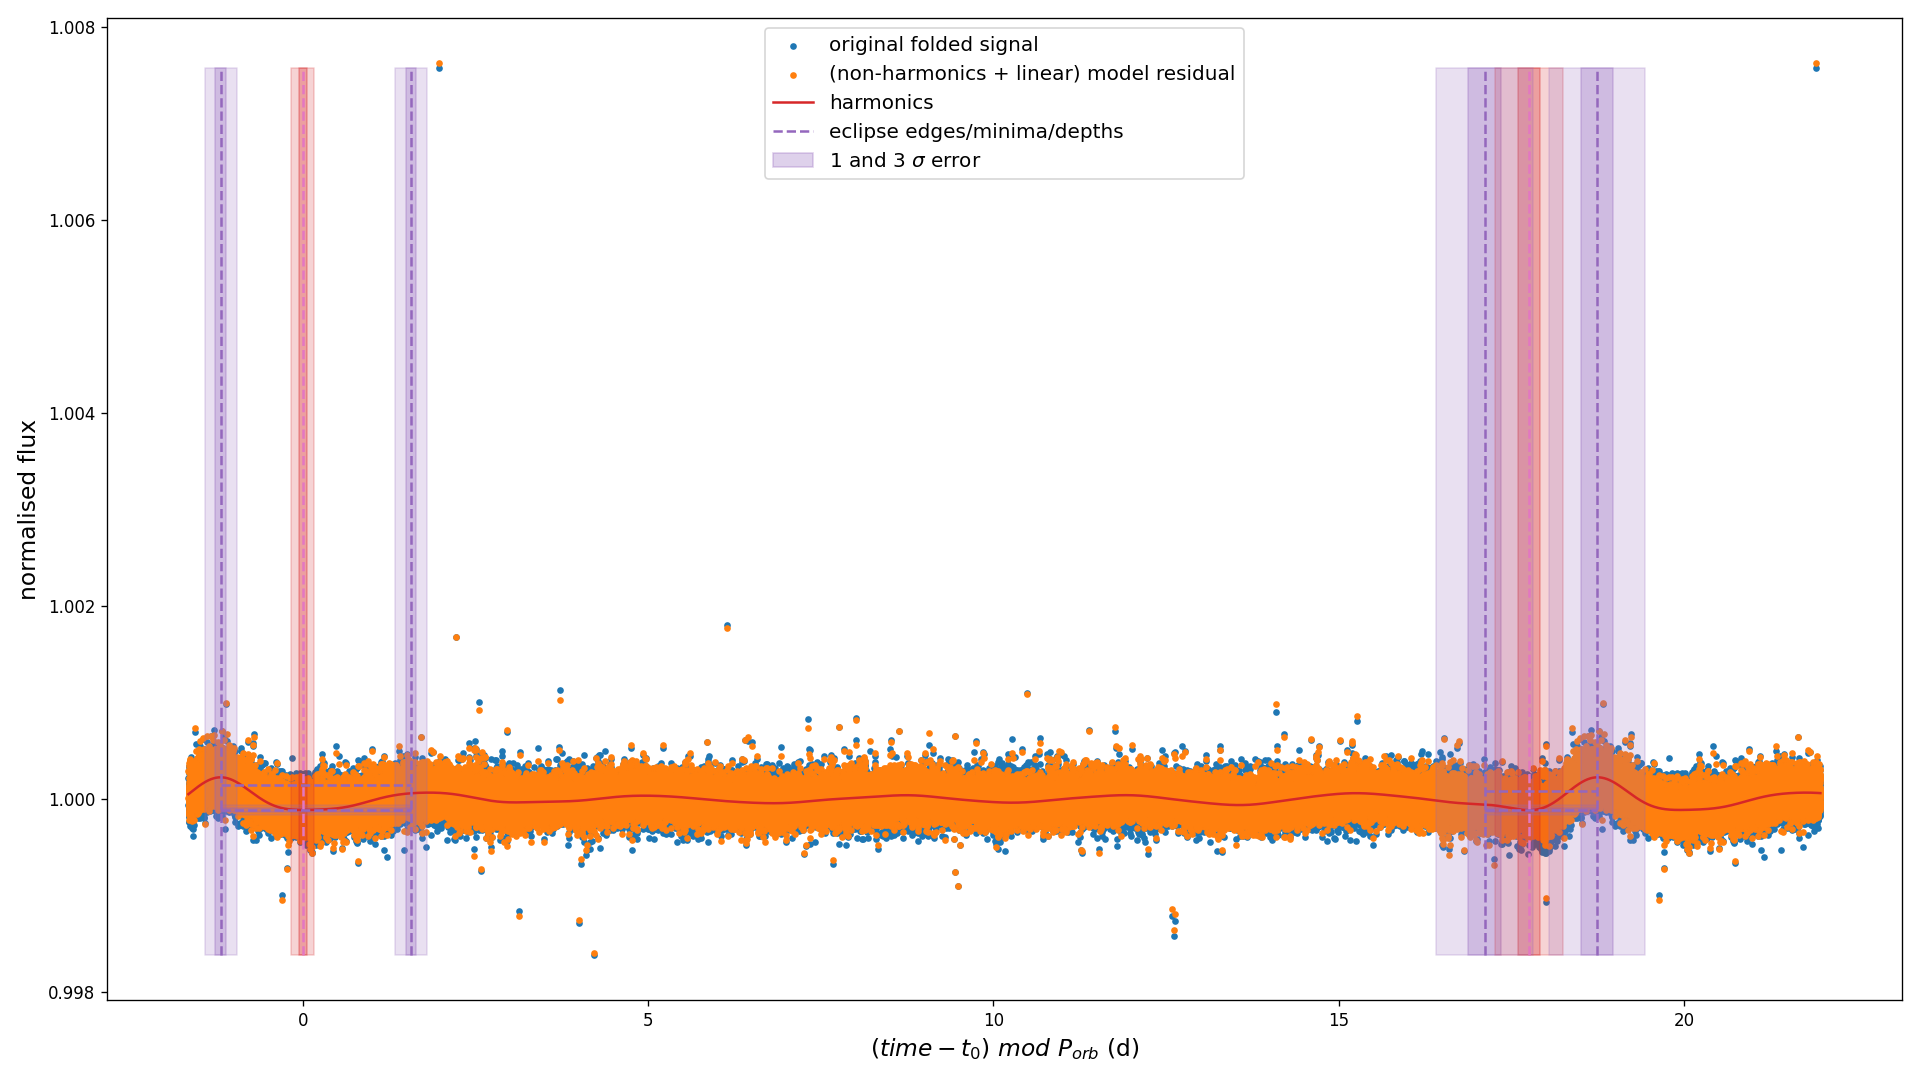 1.008
1.006
1.004
1.002
1.000
0.998
normalised flux
original folded signal
(non-harmonics + linear) model residual
harmonics
eclipse edges/minima/depths
1 and 3 σ error
0 5 10 15 20
(time − t₀) mod P_orb (d)